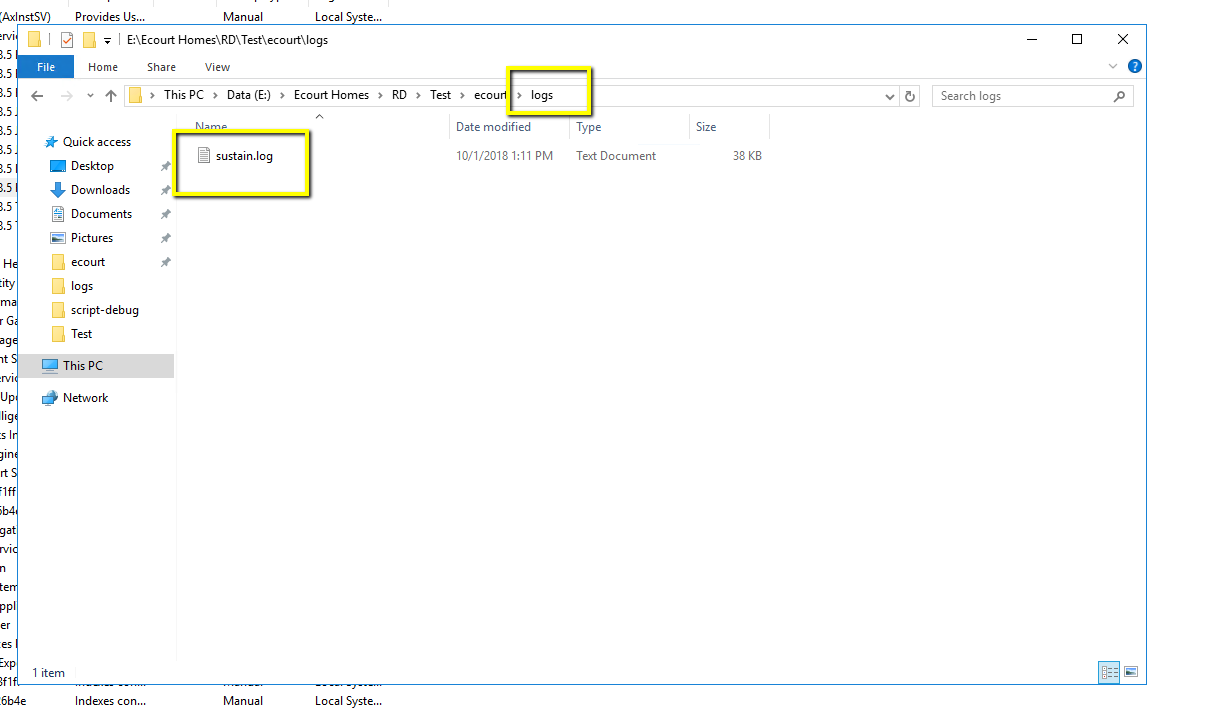 (AxInstSV) Provides Us... Manual Local Syste...
E:\Ecourt Homes\RD\Test\ecourt\logs
File Home Share View
This PC > Data (E:) > Ecourt Homes > RD > Test > ecourt > logs
Search logs
Name Date modified Type Size
sustain.log 10/1/2018 1:11 PM Text Document 38 KB
Quick access
Desktop
Downloads
Documents
Pictures
ecourt
logs
script-debug
Test
This PC
Network
1 item
6b4e Indexes con... Manual Local Syste...